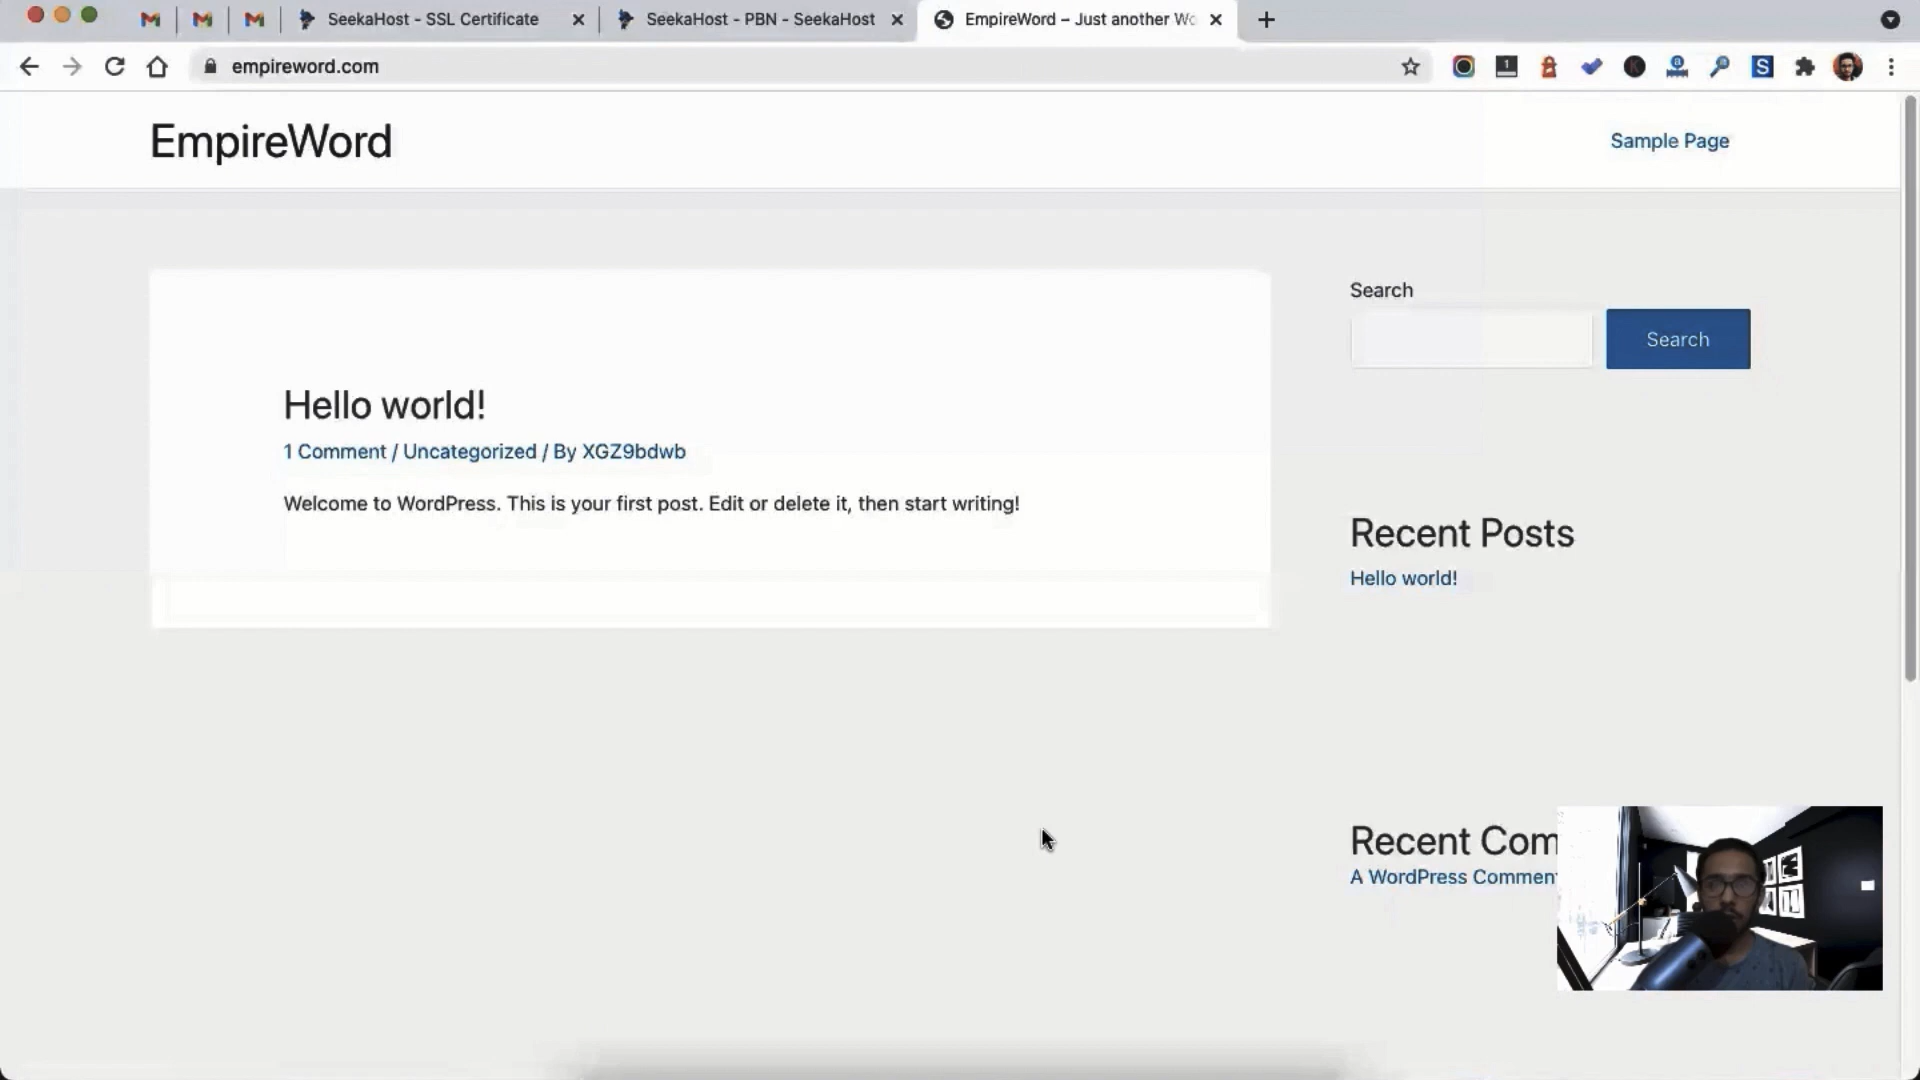 SeekaHost - SSL Certificate
SeekaHost - PBN - SeekaHost
EmpireWord – Just another Wo
empireword.com
1
S
EmpireWord
Sample Page
Search
Search
Hello world!
1 Comment / Uncategorized / By XGZ9bdwb
Welcome to WordPress. This is your first post. Edit or delete it, then start writing!
Recent Posts
Hello world!
Recent Com
A WordPress Comment